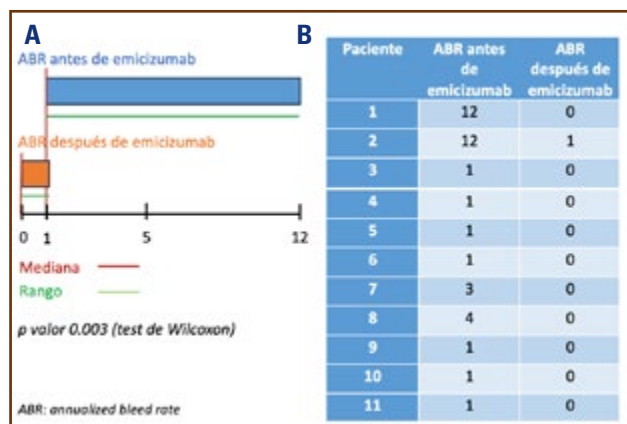 A
ABR antes de emicizumab
ABR después de emicizumab
0 1 5 12
Mediana
Rango
p valor 0.003 (test de Wilcoxon)
ABR: annualized bleed rate
B
Paciente ABR antes de emicizumab ABR después de emicizumab
1 12 0
2 12 1
3 1 0
4 1 0
5 1 0
6 1 0
7 3 0
8 4 0
9 1 0
10 1 0
11 1 0